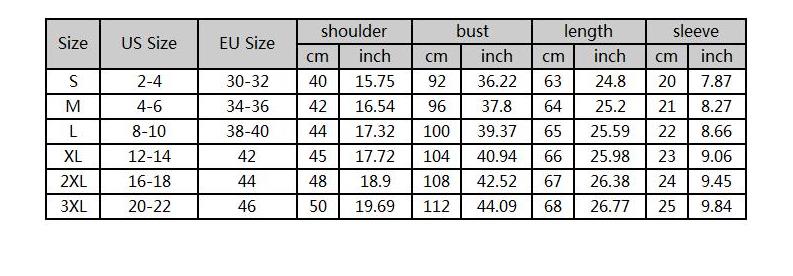 Size US Size EU Size shoulder bust length sleeve
cm inch cm inch cm inch cm inch
S 2-4 30-32 40 15.75 92 36.22 63 24.8 20 7.87
M 4-6 34-36 42 16.54 96 37.8 64 25.2 21 8.27
L 8-10 38-40 44 17.32 100 39.37 65 25.59 22 8.66
XL 12-14 42 45 17.72 104 40.94 66 25.98 23 9.06
2XL 16-18 44 48 18.9 108 42.52 67 26.38 24 9.45
3XL 20-22 46 50 19.69 112 44.09 68 26.77 25 9.84